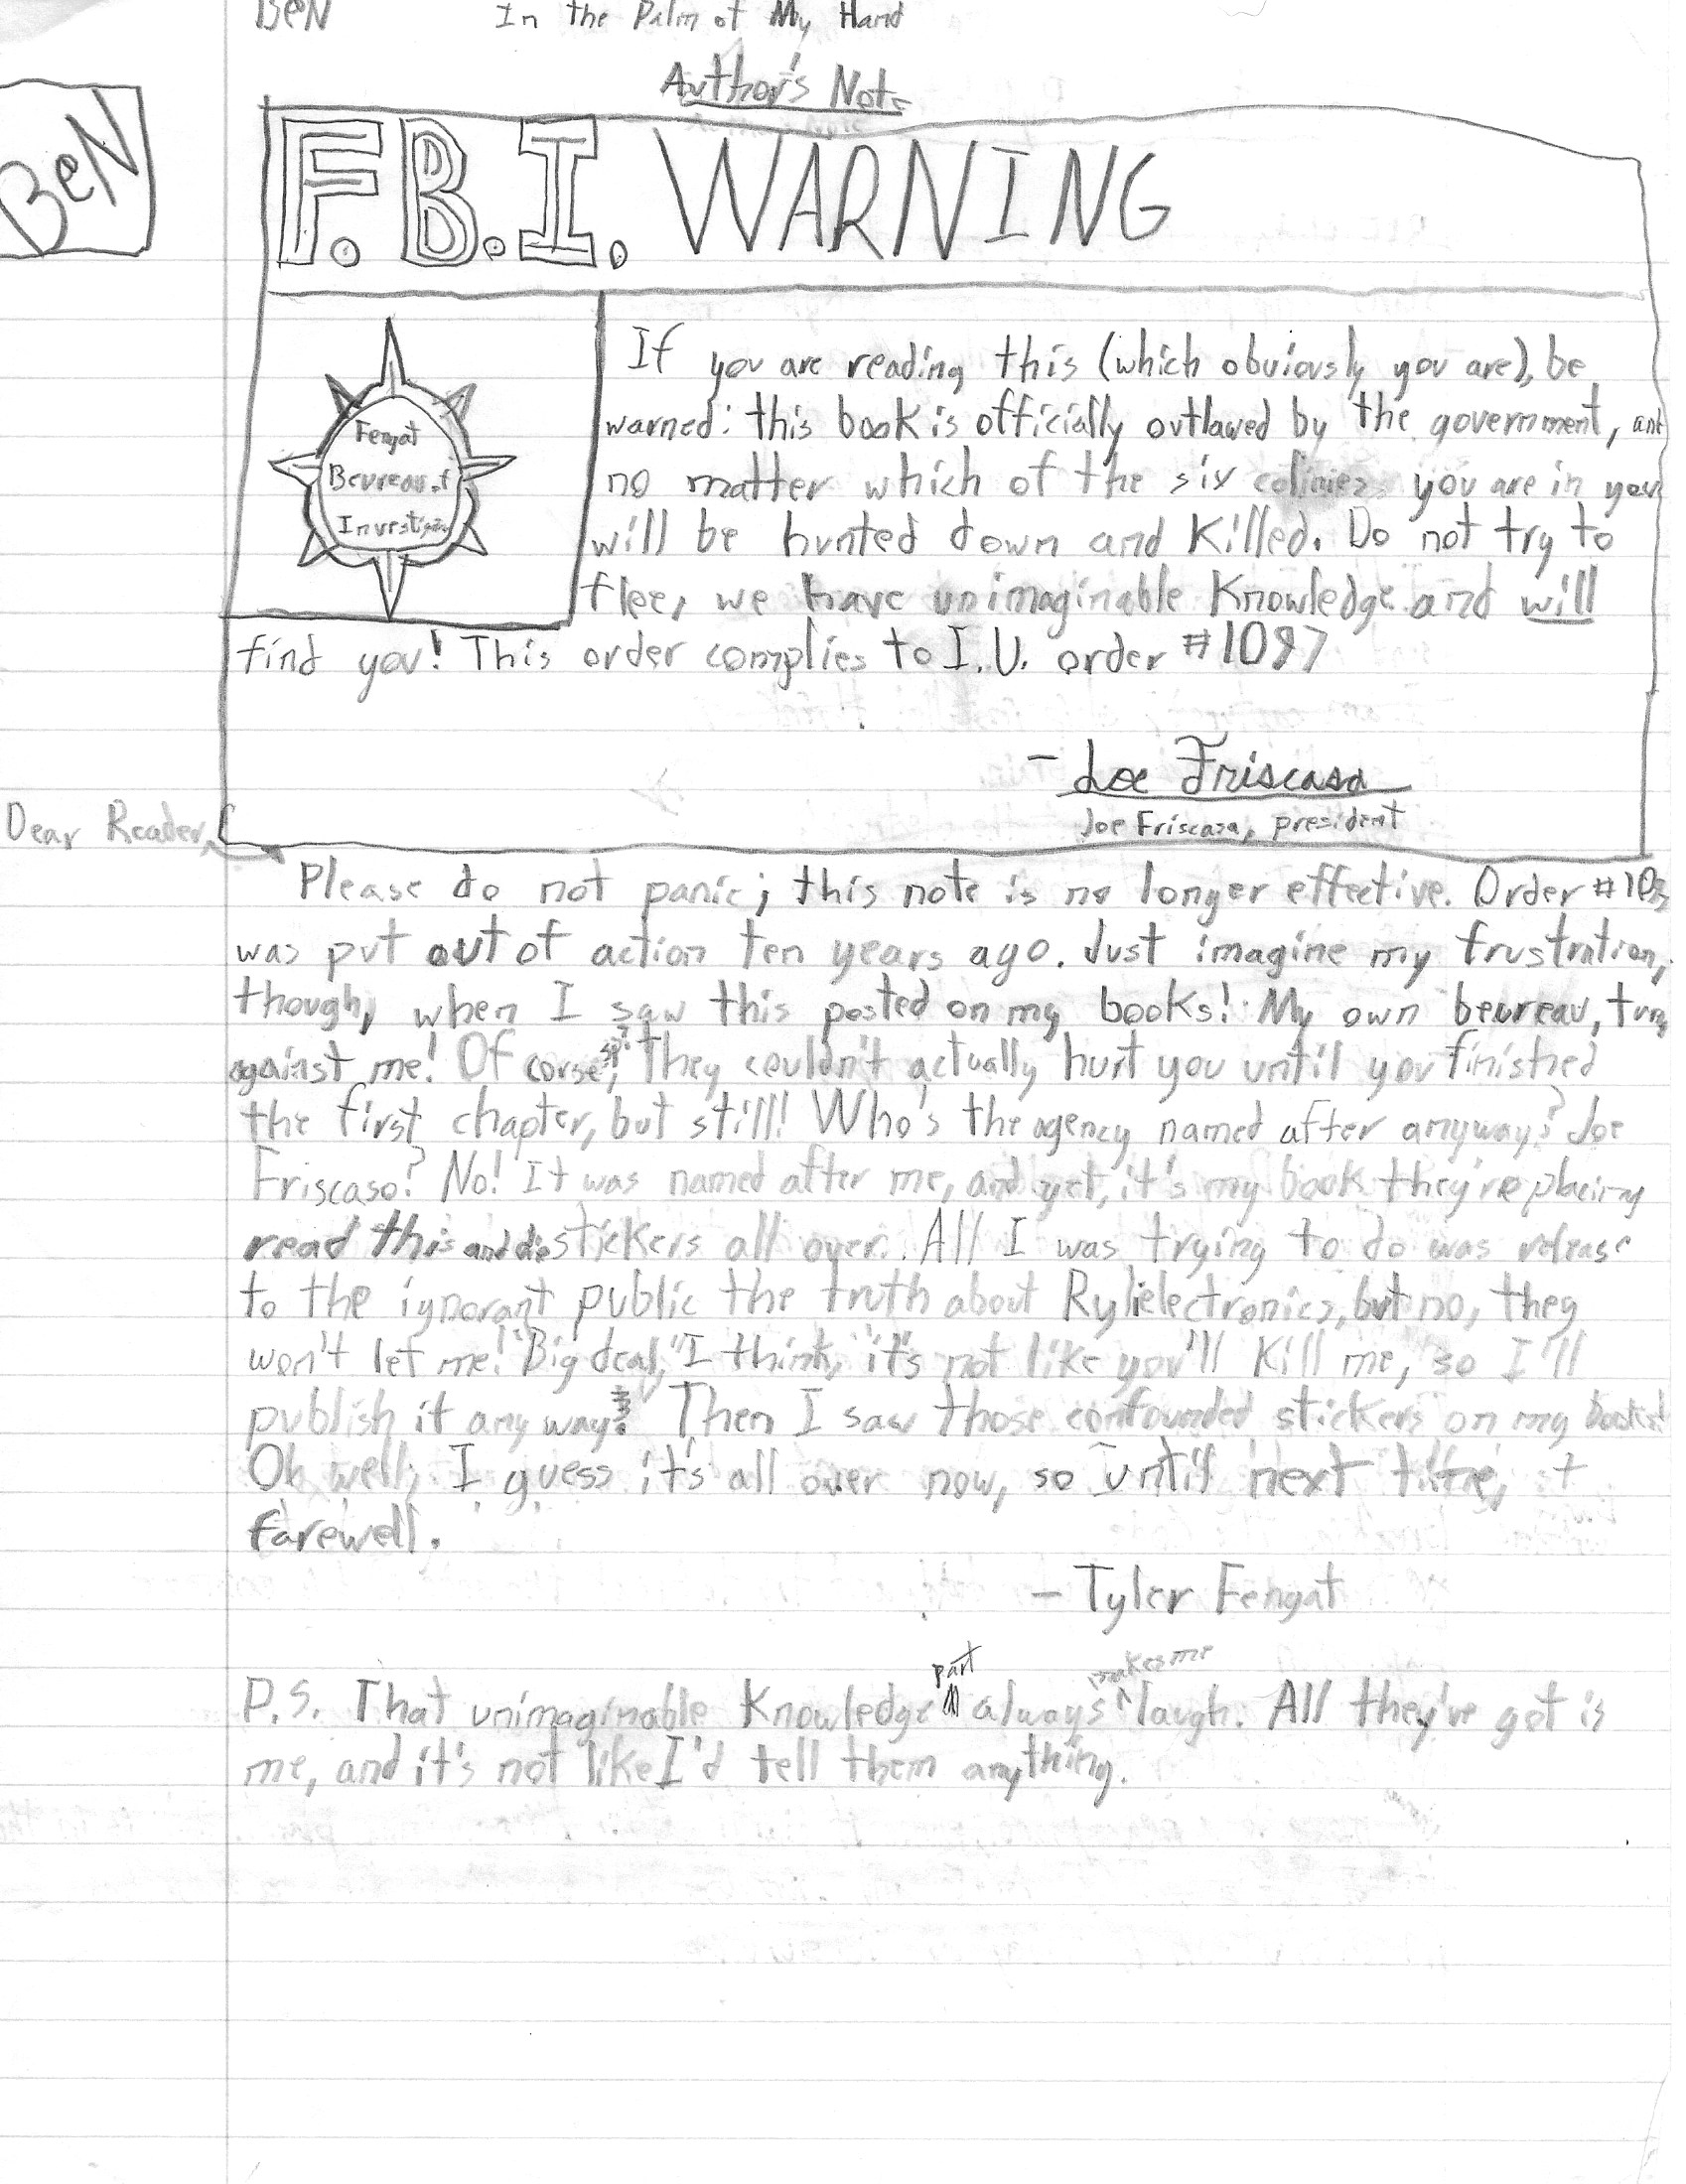 BeN In the Palm of My Hand
Author's Note
BeN
F.B.I. WARNING
Fengat
Beureau of
If you are reading this (which obviously you are), be
warned: this book is officially outlawed by the government, and
no matter which of the six colinies you are in you
will be hunted down and killed. Do not try to
flee, we have unimaginable knowledge and will
find you! This order complies to I.U. order #1097
- Joe Friscasa
Joe Friscasa, president
Dear Reader,
Please do not panic; this note is no longer effective. Order
was put out of action ten years ago. Just imagine my frustration,
though, when I saw this posted on my books! My own beureau,
against me! Of corse, they couldn't actually hurt you until you finished
the first chapter, but still! Who's the agency named after anyway? Joe
Friscaso? No! It was named after me, and yet, it's my book they're placing
read this and die stickers all over. All I was trying to do was release
to the ignorant public the truth about Rylielectronics, but no, they
won't let me! "Big deal," I think, "it's not like you'll kill me, so I'll
publish it any way." Then I saw those confounded stickers on my books!
Oh well, I guess it's all over now, so until next time,
farewell.
- Tyler Fengat
P.S. That unimaginable knowledge part always makes me laugh. All they've got is
me, and it's not like I'd tell them anything.